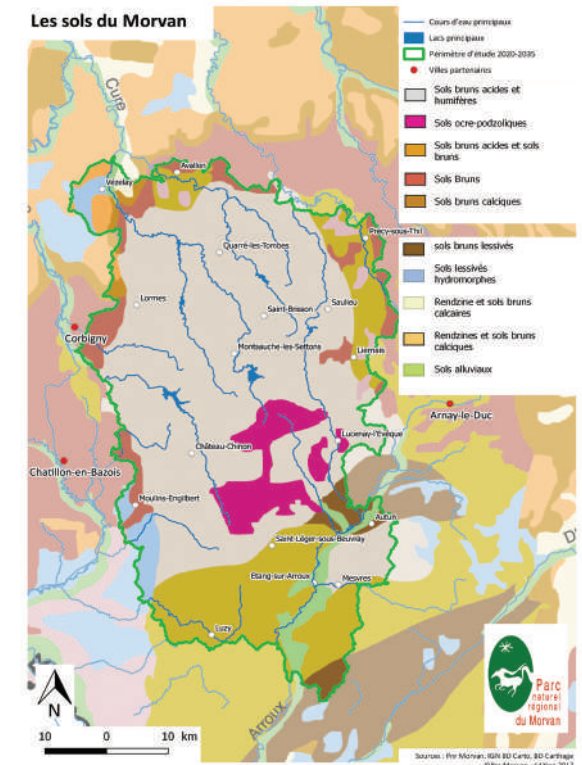 Les sols du Morvan
Cours d'eau principaux
Lacs principaux
Périmètre d'étude 2020-2035
Villes partenaires
Sols bruns acides et
humifères
Sols ocre-podzoliques
Sols bruns acides et sols
bruns
Sols Bruns
Sols bruns calciques
sols bruns lessivés
Sols lessivés
hydromorphes
Rendzine et sols bruns
calcaires
Rendzines et sols bruns
calciques
Sols alluviaux
Cure
Avallon
Vézelay
Précy-sous-Thil
Quarré-les-Tombes
Lormes
Saint-Brisson
Saulieu
Corbigny
Montsauche-les-Settons
Liernais
Arnay-le-Duc
Lucenay-l'Evêque
Château-Chinon
Chatillon-en-Bazois
Moulins-Engilbert
Autun
Saint-Léger-sous-Beuvray
Etang-sur-Arroux
Mesvres
Luzy
Arroux
N
10 0 10 km
Parc
naturel
régional
du Morvan
Sources : Pnr Morvan, IGN BD Carto, BD Carthage